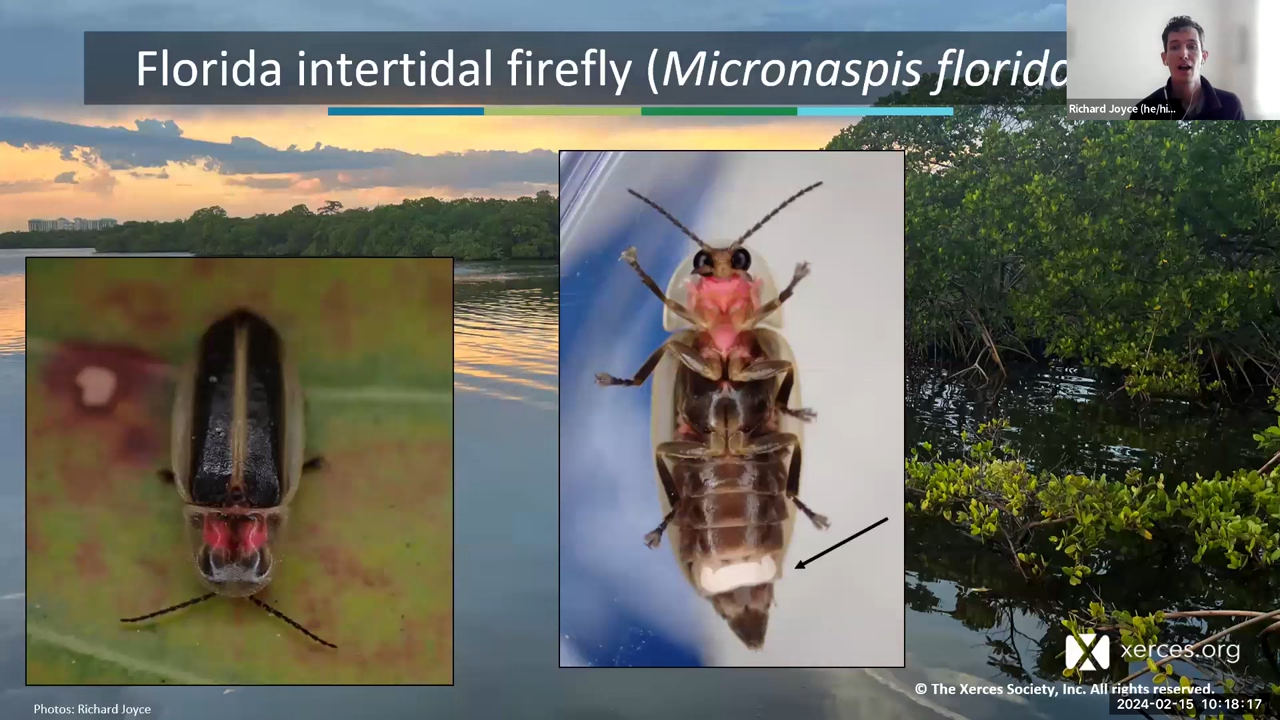 Florida intertidal firefly (Micronaspis florida
Richard Joyce (he/hi...
xerces.org
© The Xerces Society, Inc. All rights reserved.
2024-02-15 10:18:17
Photos: Richard Joyce